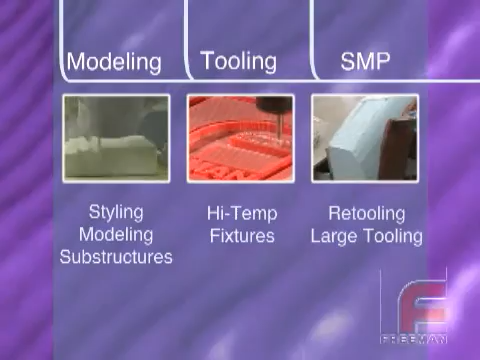 Modeling Tooling SMP
Styling
Modeling
Substructures
Hi-Temp
Fixtures
Retooling
Large Tooling
FREEMAN